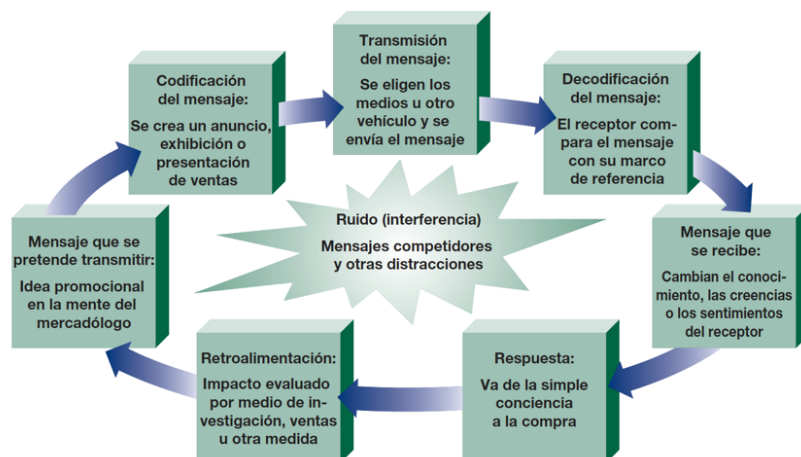 Mensaje que se
pretende transmitir:
Idea promocional
en la mente del
mercadólogo
Codificación
del mensaje:
Se crea un anuncio,
exhibición o
presentación
de ventas
Transmisión
del mensaje:
Se eligen los
medios u otro
vehículo y se
envía el mensaje
Decodificación
del mensaje:
El receptor com-
para el mensaje
con su marco
de referencia
Mensaje que
se recibe:
Cambian el conoci-
miento, las creencias
o los sentimientos
del receptor
Respuesta:
Va de la simple
conciencia
a la compra
Retroalimentación:
Impacto evaluado
por medio de in-
vestigación, ventas
u otra medida
Ruido (interferencia)
Mensajes competidores
y otras distracciones